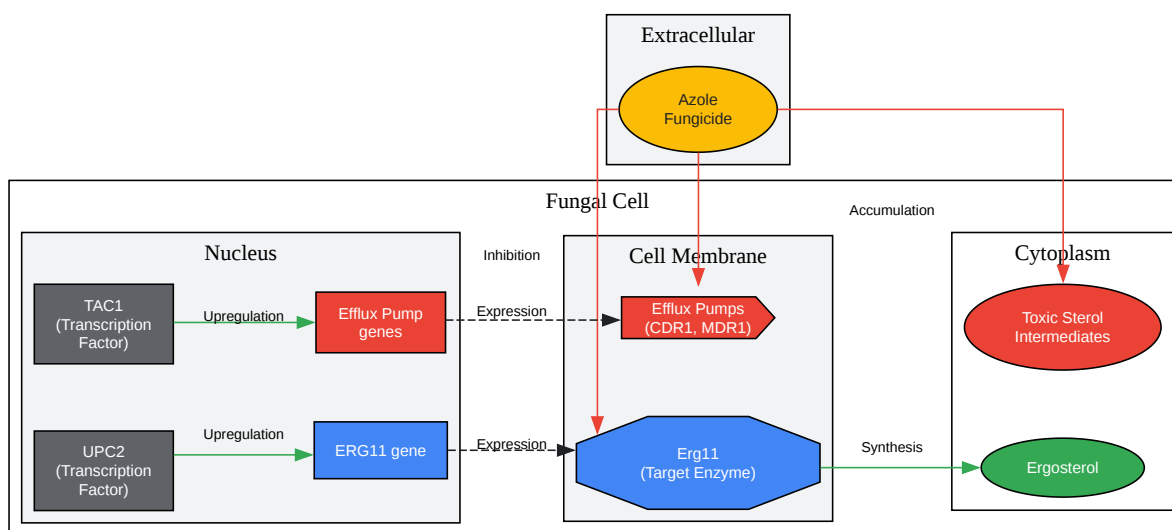 Extracellular
Azole
Fungicide
Fungal Cell
Accumulation
Nucleus
Inhibition
Cell Membrane
Cytoplasm
TAC1
(Transcription
Factor)
Upregulation
Efflux Pump
genes
Expression
Efflux Pumps
(CDR1, MDR1)
Toxic Sterol
Intermediates
UPC2
(Transcription
Factor)
Upregulation
ERG11 gene
Expression
Erg11
(Target Enzyme)
Synthesis
Ergosterol